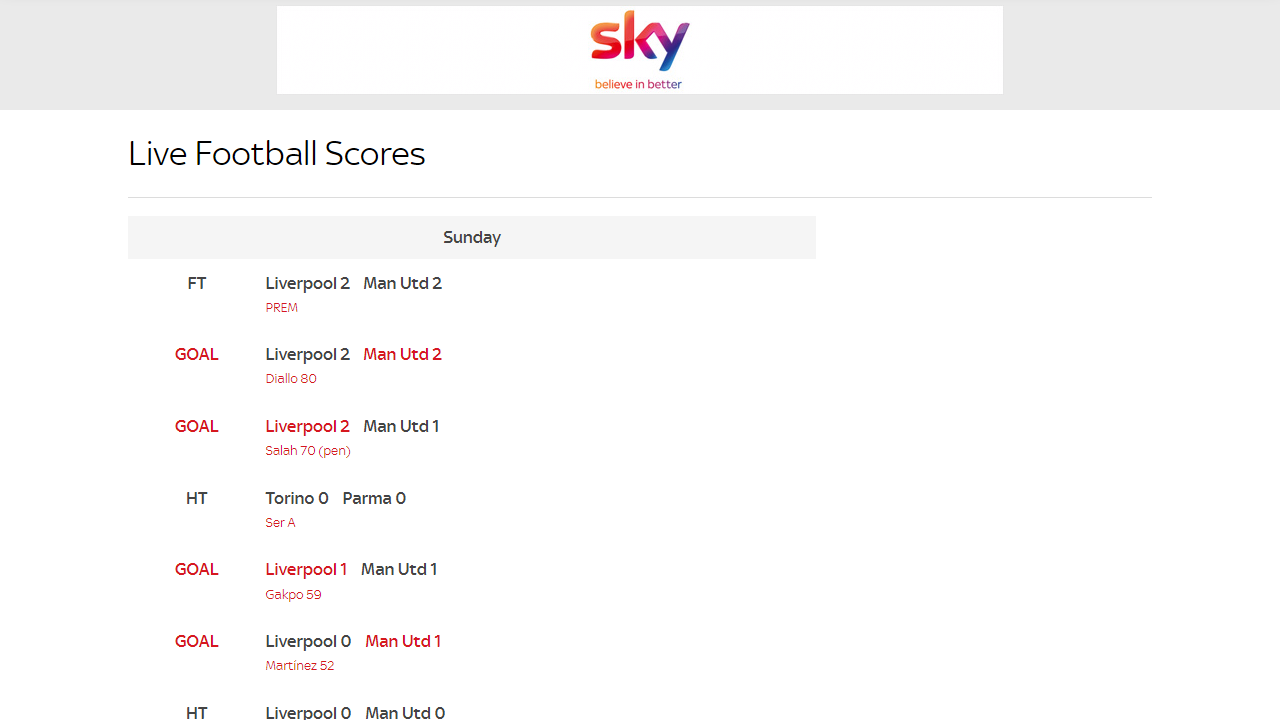 sky
believe in better
Live Football Scores
Sunday
FT Liverpool 2 Man Utd 2
PREM
GOAL Liverpool 2 Man Utd 2
Diallo 80
GOAL Liverpool 2 Man Utd 1
Salah 70 (pen)
HT Torino 0 Parma 0
Ser A
GOAL Liverpool 1 Man Utd 1
Gakpo 59
GOAL Liverpool 0 Man Utd 1
Martínez 52
HT Liverpool 0 Man Utd 0